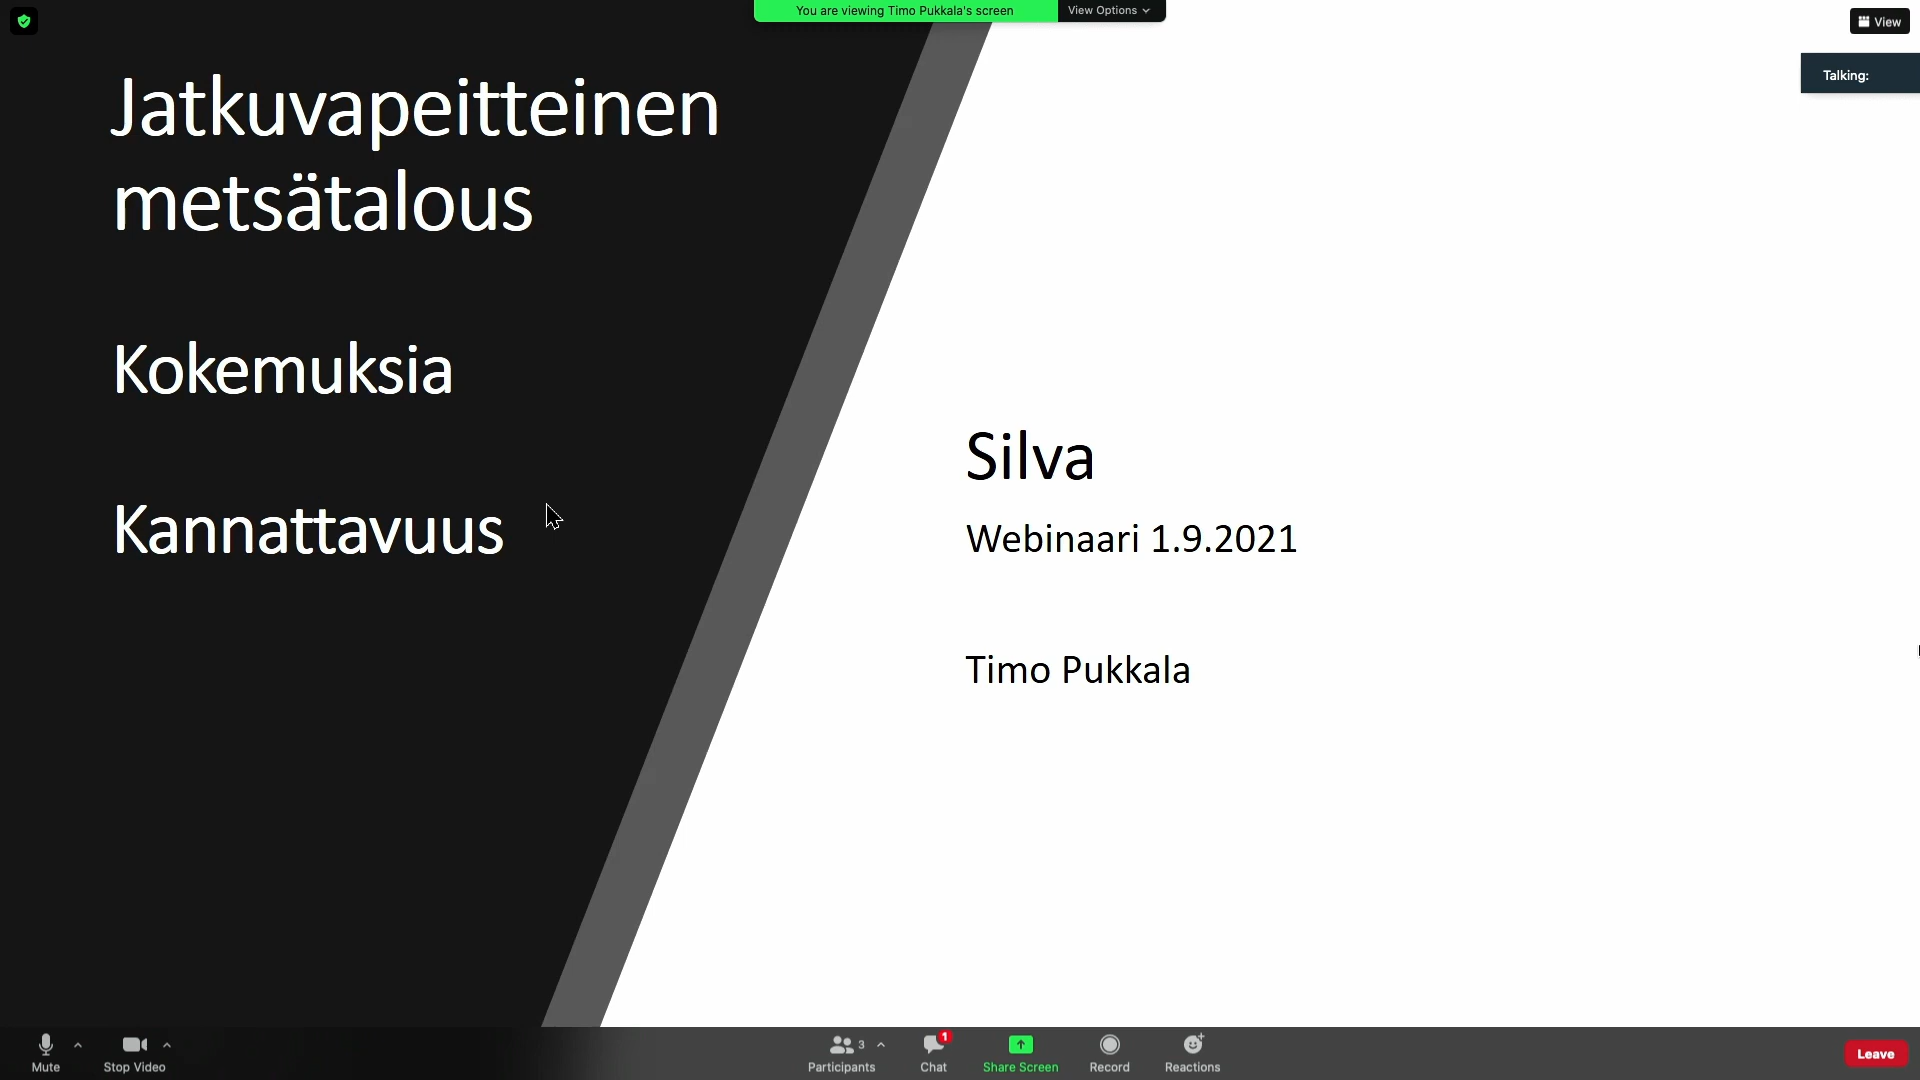 You are viewing Timo Pukkala's screen
View Options
View
Talking:
Jatkuvapeitteinen
metsätalous
Kokemuksia
Kannattavuus
Silva
Webinaari 1.9.2021
Timo Pukkala
Mute
Stop Video
3
Participants
1
Chat
Share Screen
Record
Reactions
Leave